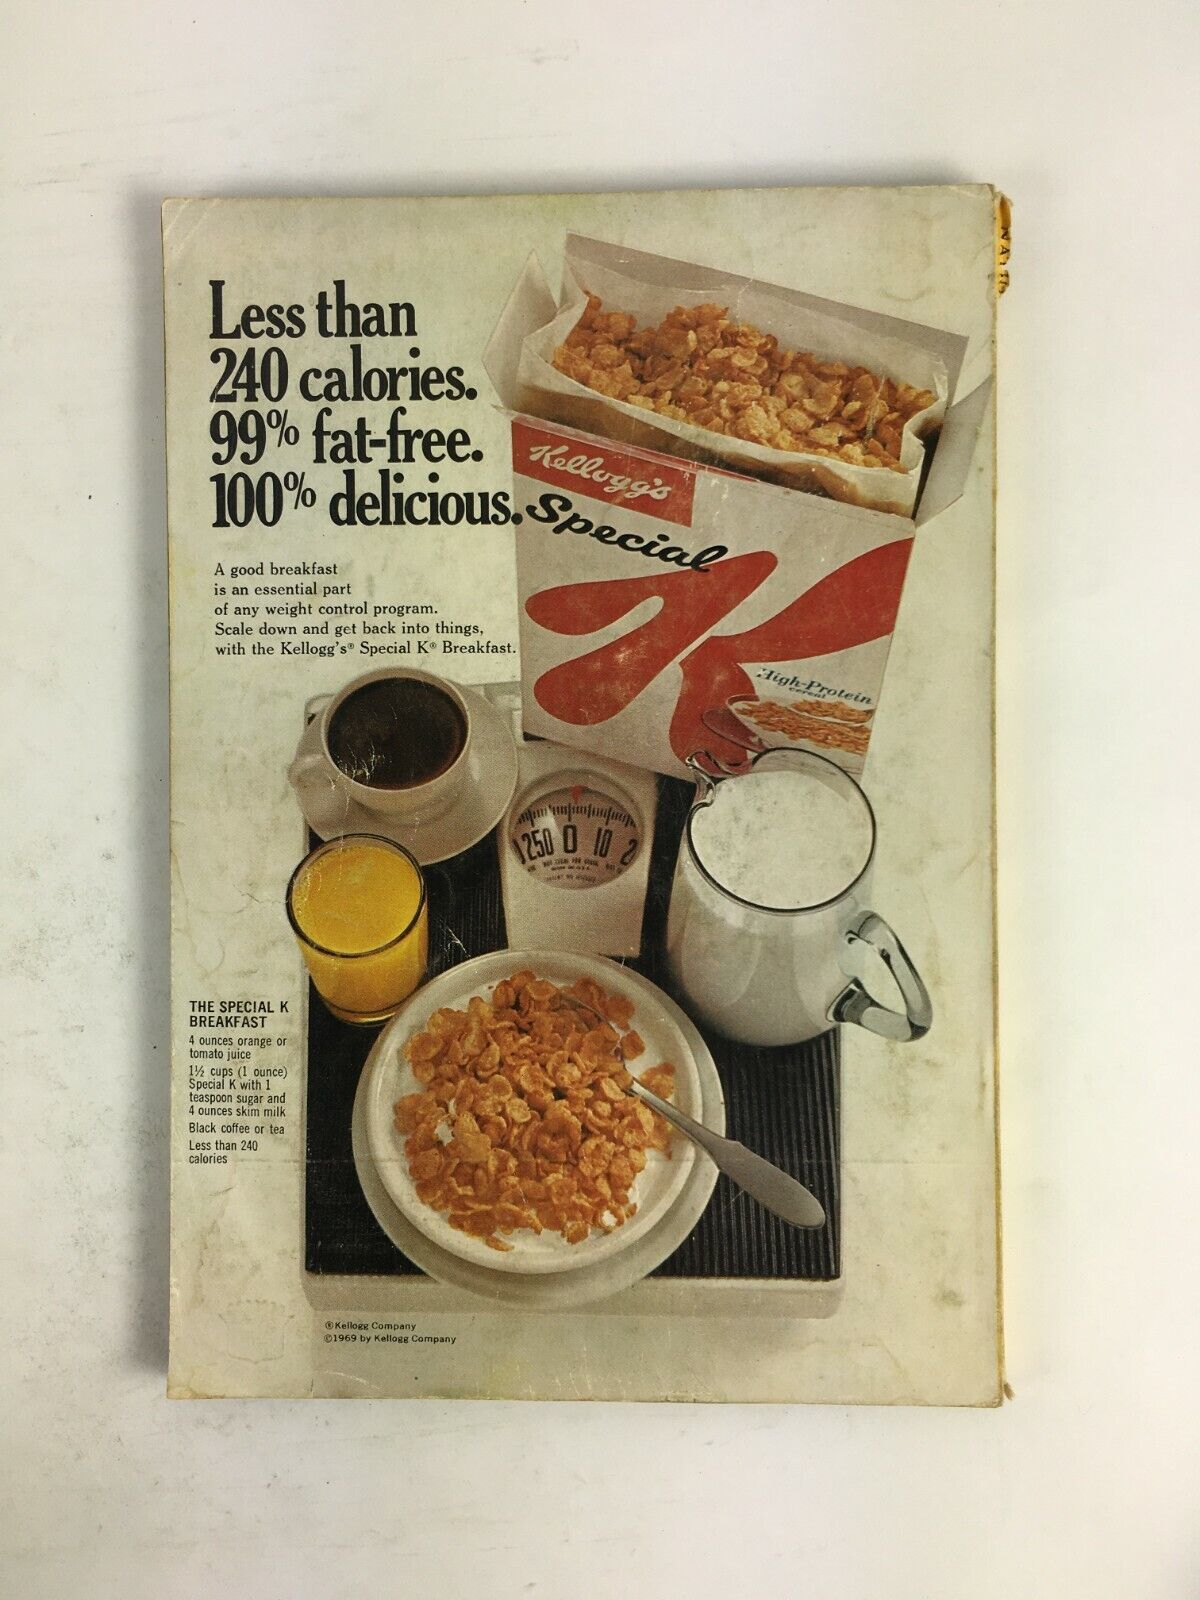 Less than
240 calories.
99% fat-free.
100% delicious.
A good breakfast
is an essential part
of any weight control program.
Scale down and get back into things,
with the Kellogg's® Special K® Breakfast.
Kellogg's
Special
K
High-Protein
cereal
250 0 10 2
THE SPECIAL K
BREAKFAST
4 ounces orange or
tomato juice
1½ cups (1 ounce)
Special K with 1
teaspoon sugar and
4 ounces skim milk
Black coffee or tea
Less than 240
calories
® Kellogg Company
©1969 by Kellogg Company